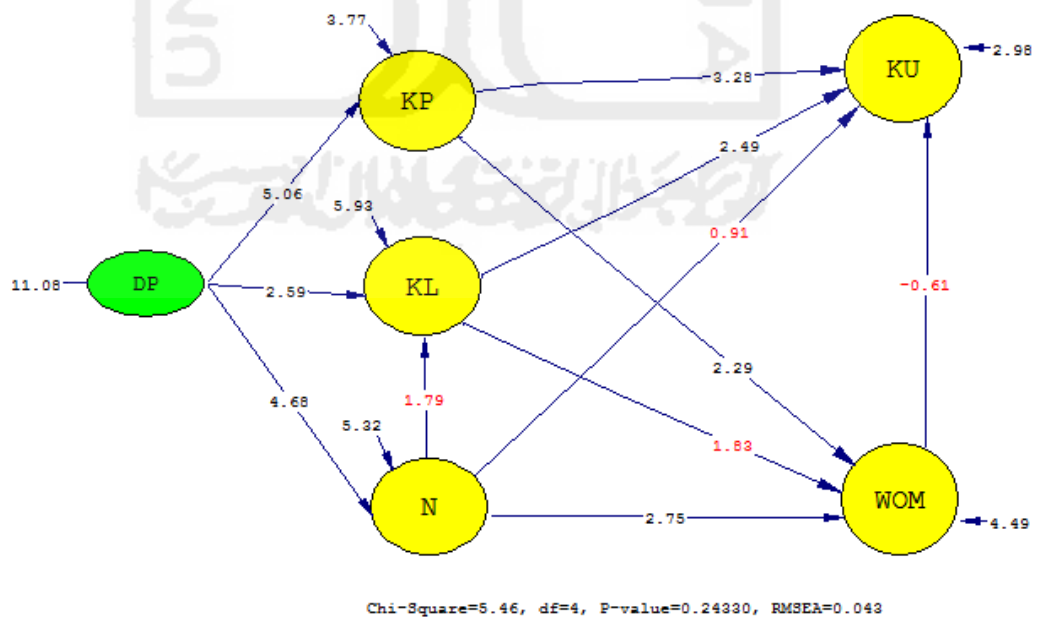 3.77
KP
KU
2.98
3.28
2.49
5.06
5.93
0.91
11.08
DP
2.59
KL
-0.61
2.29
4.68
1.79
5.32
1.83
N
2.75
WOM
4.49
Chi-Square=5.46, df=4, P-value=0.24330, RMSEA=0.043